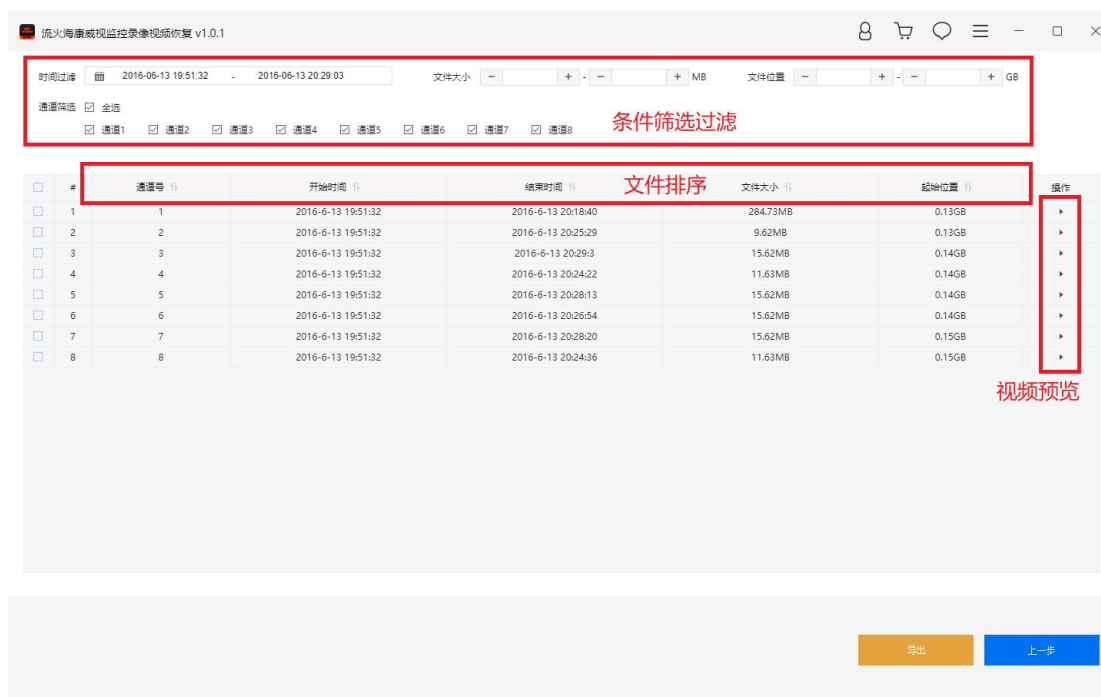 流火海康威视监控录像视频恢复 v1.0.1
时间过滤 2016-06-13 19:51:32 - 2016-06-13 20:29:03 文件大小 - + - - + MB 文件位置 - + - - + GB
通道筛选 全选
通道1 通道2 通道3 通道4 通道5 通道6 通道7 通道8 条件筛选过滤
# 通道号 开始时间 结束时间 文件排序 文件大小 起始位置 操作
1 1 2016-6-13 19:51:32 2016-6-13 20:18:40 284.73MB 0.13GB
2 2 2016-6-13 19:51:32 2016-6-13 20:25:29 9.62MB 0.13GB
3 3 2016-6-13 19:51:32 2016-6-13 20:29:3 15.62MB 0.14GB
4 4 2016-6-13 19:51:32 2016-6-13 20:24:22 11.63MB 0.14GB
5 5 2016-6-13 19:51:32 2016-6-13 20:28:13 15.62MB 0.14GB
6 6 2016-6-13 19:51:32 2016-6-13 20:26:54 15.62MB 0.14GB
7 7 2016-6-13 19:51:32 2016-6-13 20:28:20 15.62MB 0.15GB
8 8 2016-6-13 19:51:32 2016-6-13 20:24:36 11.63MB 0.15GB
视频预览
导出 上一步